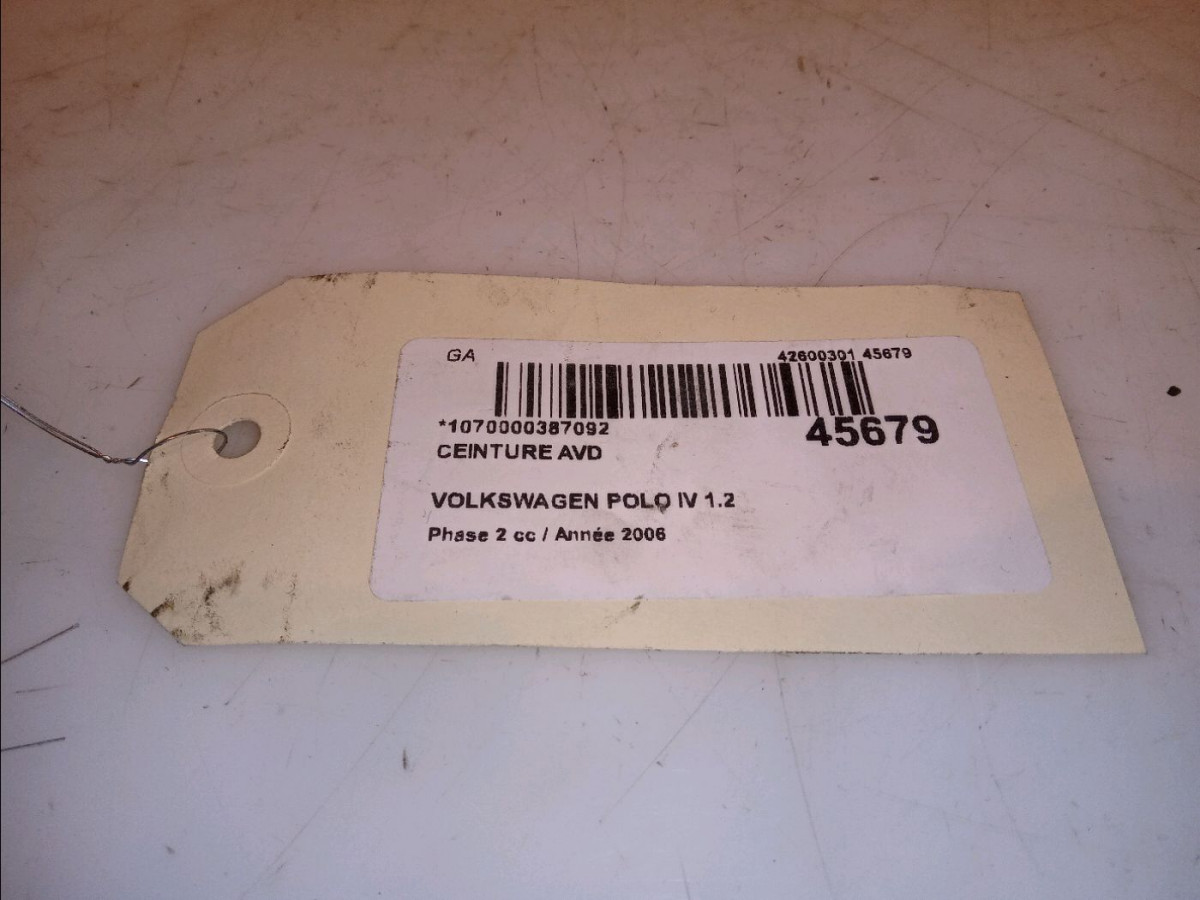 GA 42600301 45679
*1070000387092 45679
CEINTURE AVD
VOLKSWAGEN POLO IV 1.2
Phase 2 cc / Année 2006